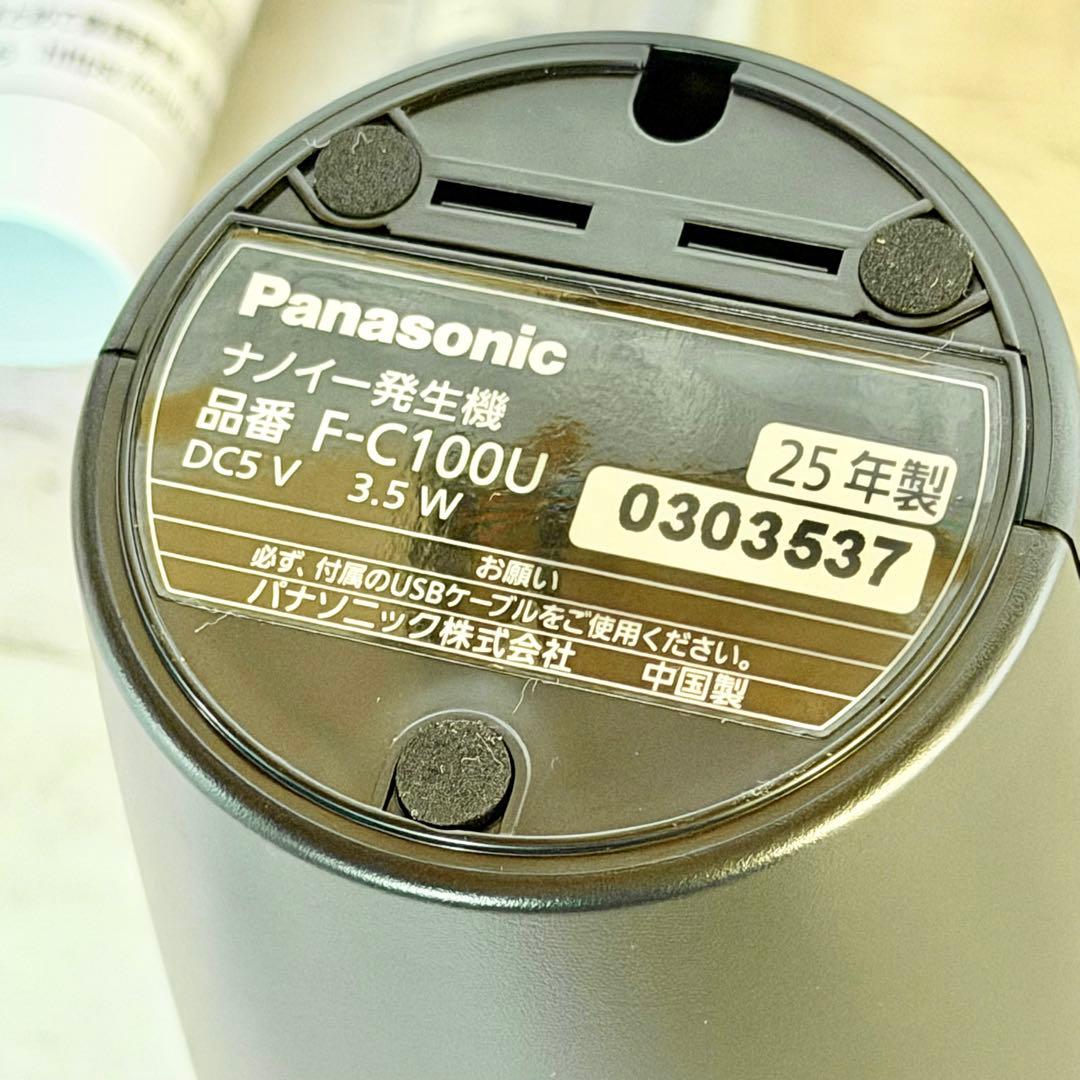 Panasonic
ナノイー発生機
品番 F-C100U
DC5 V 3.5 W
25年製
0303537
お願い
必ず、付属のUSBケーブルをご使用ください。
パナソニック株式会社 中国製